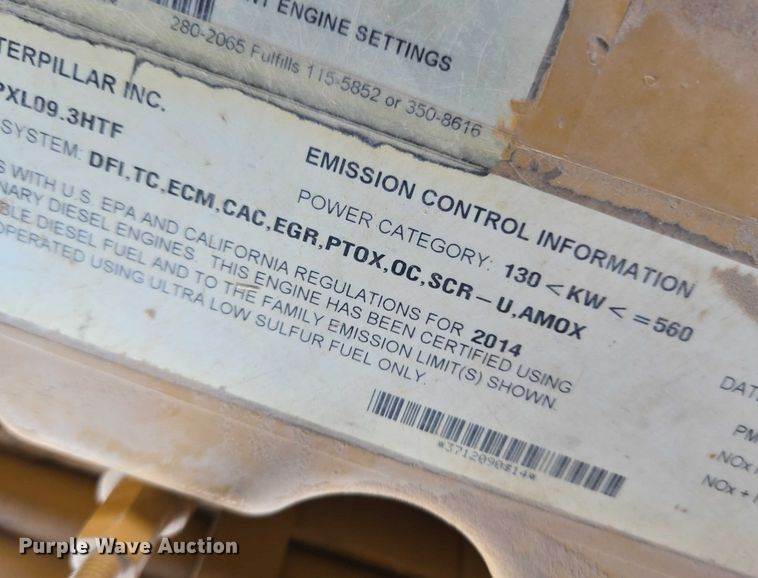 NT ENGINE SETTINGS
280-2065 Fulfills 115-5852 or 350-8616
TERPILLAR INC.
PXL09.3HTF
EMISSION CONTROL INFORMATION
SYSTEM: DFI,TC,ECM,CAC,EGR,PTOX,OC,SCR-U,AMOX
POWER CATEGORY: 130 < KW < =560
S WITH U.S. EPA AND CALIFORNIA REGULATIONS FOR 2014
NARY DIESEL ENGINES. THIS ENGINE HAS BEEN CERTIFIED USING
BLE DIESEL FUEL AND TO THE FAMILY EMISSION LIMIT(S) SHOWN.
OPERATED USING ULTRA LOW SULFUR FUEL ONLY.
DAT
PM
NOx
NOx +
*3712090814*
Purple Wave Auction